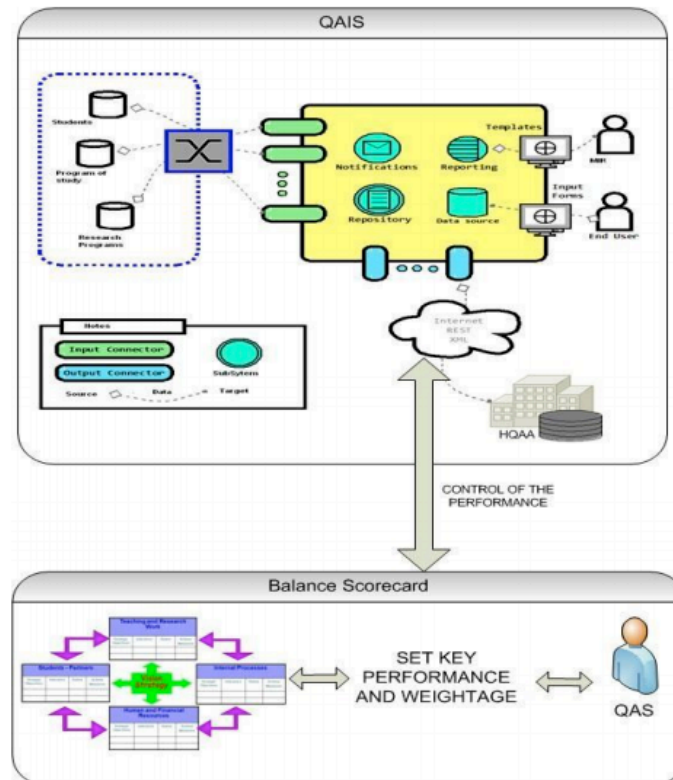 QAIS
Students
Program of
study
Research
Programs
Notifications
Reporting
Repository
Data source
Templates
Input
Forms
MIR
End User
Internet
REST
XML
HQAA
Notes
Input Connector
Output Connector
SubSytem
Source
Data
Target
CONTROL OF THE
PERFORMANCE
Balance Scorecard
Teaching and Research
Work
Students - Partners
Vision
Strategy
Internal Processes
Human and Financial
Resources
SET KEY
PERFORMANCE
AND WEIGHTAGE
QAS